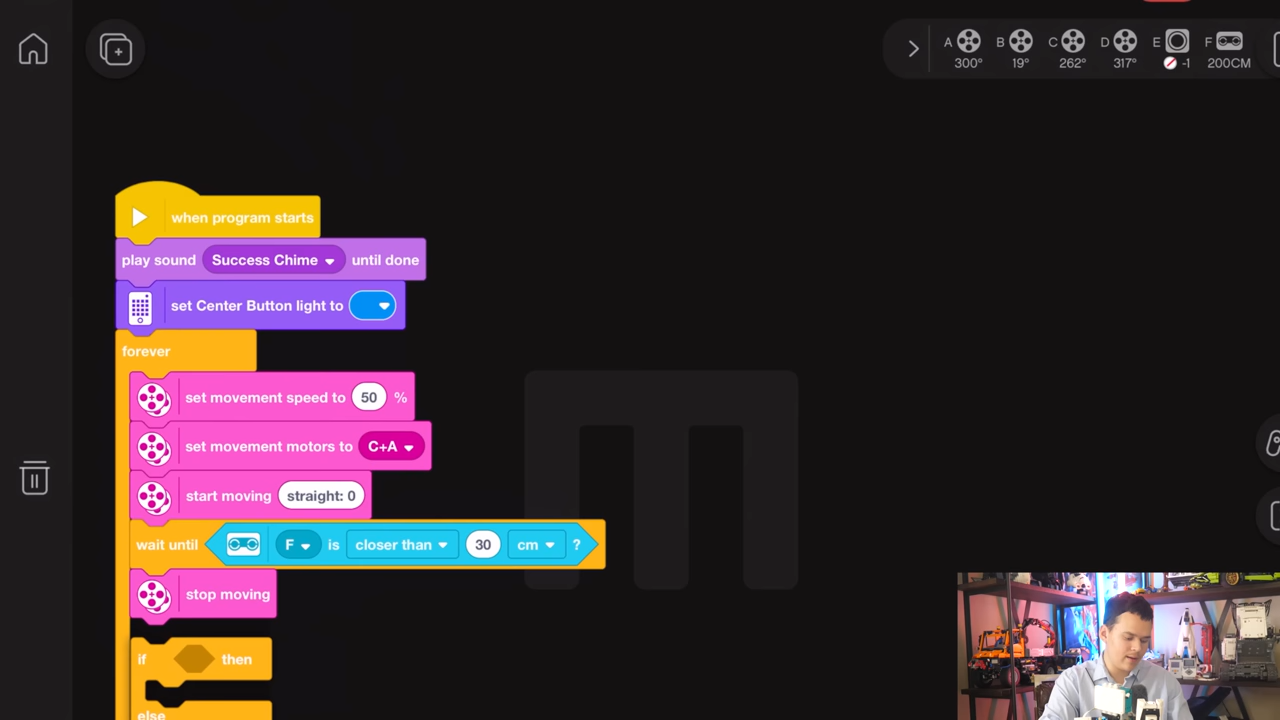 A B C D E F
300° 19° 262° 317° -1 200CM
when program starts
play sound Success Chime until done
set Center Button light to
forever
set movement speed to 50 %
set movement motors to C+A
start moving straight: 0
wait until F is closer than 30 cm ?
stop moving
if then
else